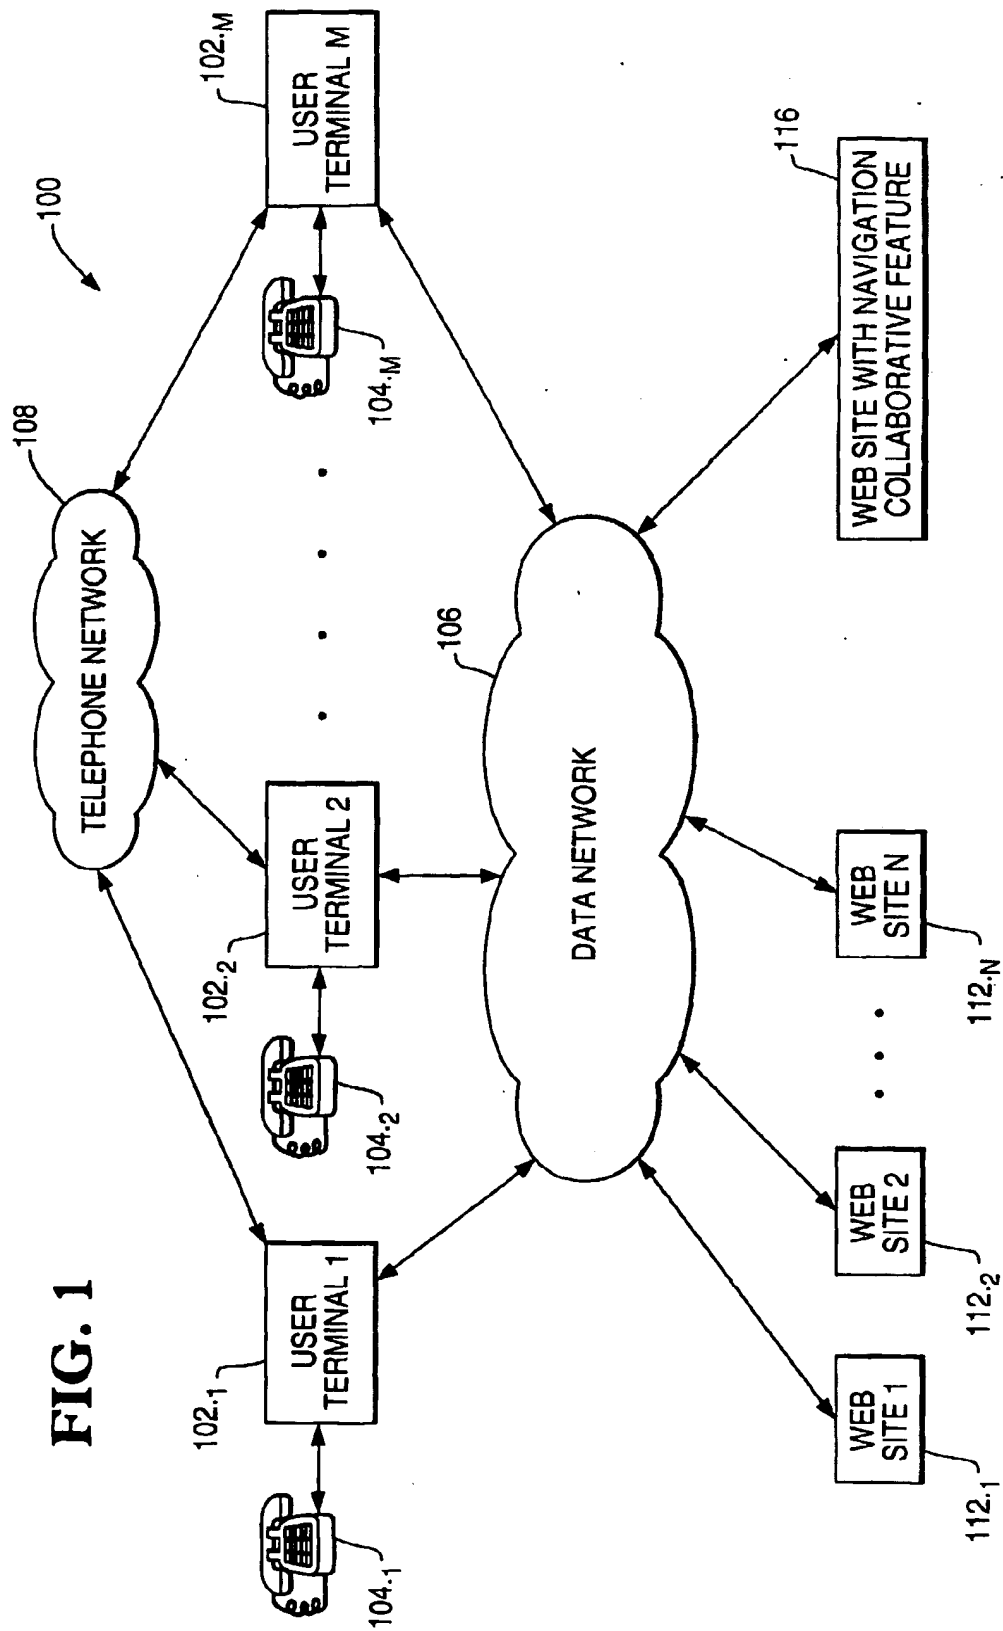 FIG. 1
100
108
TELEPHONE NETWORK
102.1
USER
TERMINAL 1
104.1
102.2
USER
TERMINAL 2
104.2
102.M
USER
TERMINAL M
104.M
106
DATA NETWORK
WEB
SITE 1
112.1
WEB
SITE 2
112.2
WEB
SITE N
112.N
116
WEB SITE WITH NAVIGATION
COLLABORATIVE FEATURE